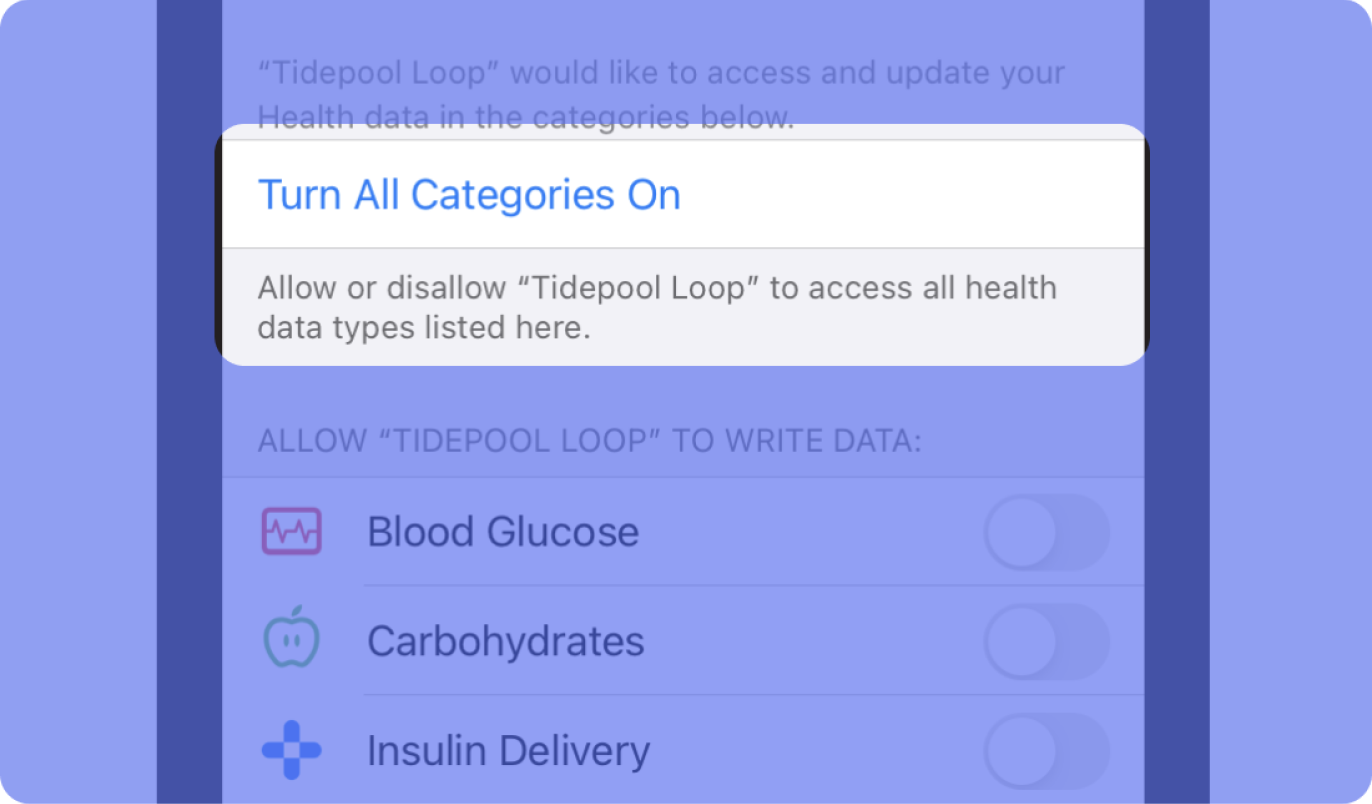 “Tidepool Loop” would like to access and update your
Health data in the categories below.
Turn All Categories On
Allow or disallow “Tidepool Loop” to access all health
data types listed here.
ALLOW “TIDEPOOL LOOP” TO WRITE DATA:
Blood Glucose
Carbohydrates
Insulin Delivery